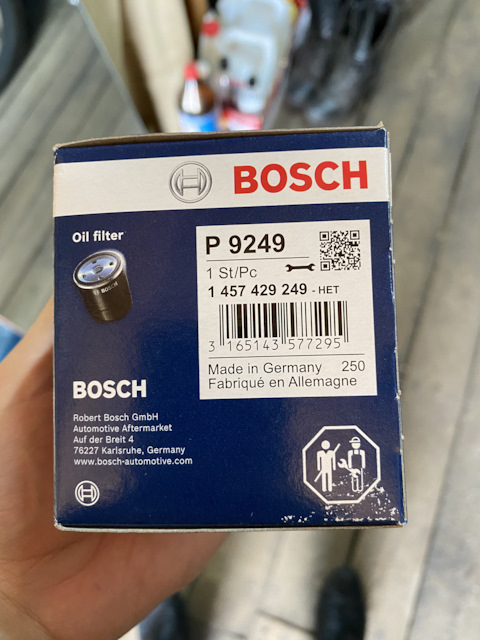 BOSCH
Oil filter
BOSCH
P 9249
1 St/Pc
1 457 429 249 - HET
3 165143 577295
Made in Germany 250
Fabriqué en Allemagne
BOSCH
Robert Bosch GmbH
Automotive Aftermarket
Auf der Breit 4
76227 Karlsruhe, Germany
www.bosch-automotive.com